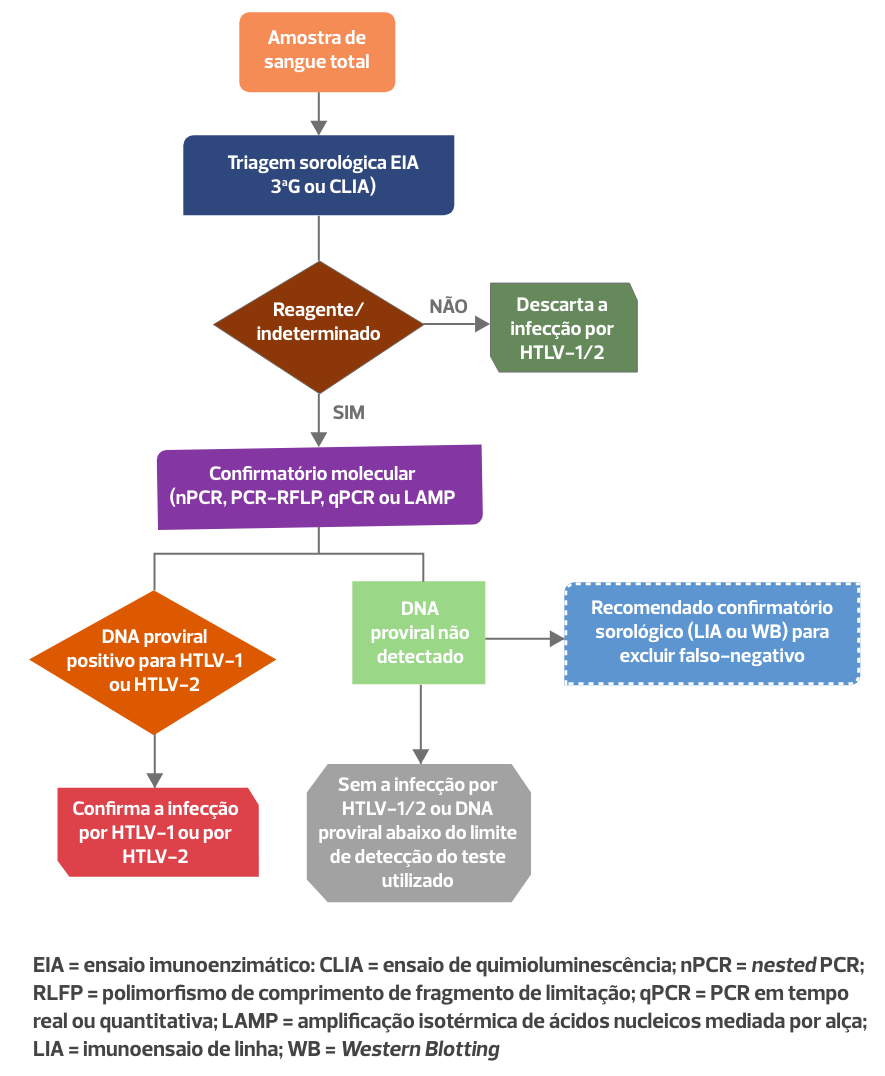 Amostra de
sangue total
Triagem sorológica EIA
3ªG ou CLIA)
Reagente/
indeterminado
NÃO
Descarta a
infecção por
HTLV-1/2
SIM
Confirmatório molecular
(nPCR, PCR-RFLP, qPCR ou LAMP
DNA proviral
positivo para HTLV-1
ou HTLV-2
DNA
proviral não
detectado
Recomendado confirmatório
sorológico (LIA ou WB) para
excluir falso-negativo
Confirma a infecção
por HTLV-1 ou por
HTLV-2
Sem a infecção por
HTLV-1/2 ou DNA
proviral abaixo do limite
de detecção do teste
utilizado
EIA = ensaio imunoenzimático: CLIA = ensaio de quimioluminescência; nPCR = nested PCR;
RLFP = polimorfismo de comprimento de fragmento de limitação; qPCR = PCR em tempo
real ou quantitativa; LAMP = amplificação isotérmica de ácidos nucleicos mediada por alça;
LIA = imunoensaio de linha; WB = Western Blotting